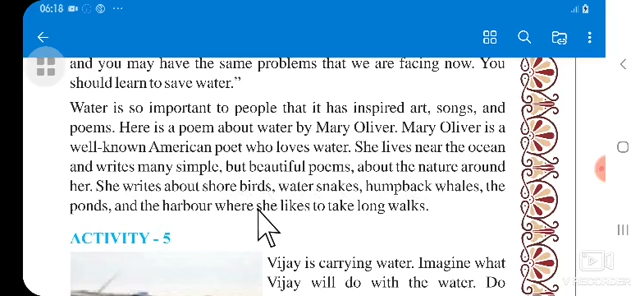 06:18
and you may have the same problems that we are facing now. You
should learn to save water.”
Water is so important to people that it has inspired art, songs, and
poems. Here is a poem about water by Mary Oliver. Mary Oliver is a
well-known American poet who loves water. She lives near the ocean
and writes many simple, but beautiful poems, about the nature around
her. She writes about shore birds, water snakes, humpback whales, the
ponds, and the harbour where she likes to take long walks.
ACTIVITY - 5
Vijay is carrying water. Imagine what
Vijay will do with the water. Do
V RECORDER